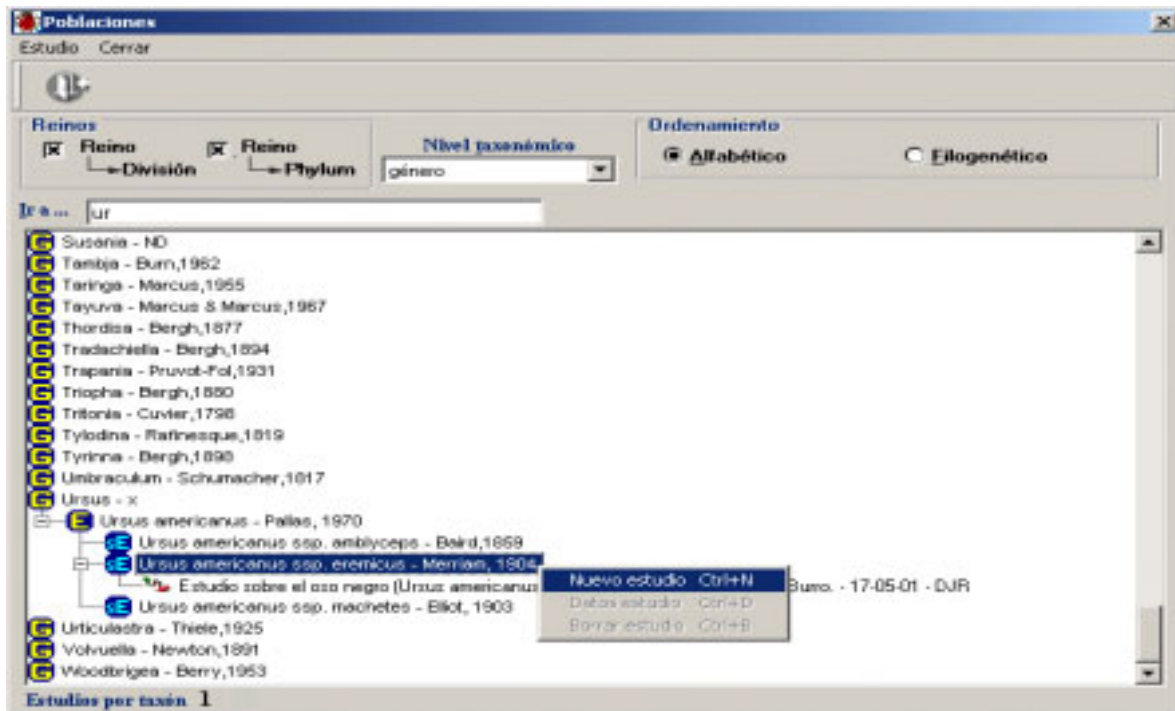 Poblaciones
Estudio Cerrar
Reinos
Reino
División
Reino
Phylum
Nivel taxonómico
género
Ordenamiento
Alfabético
Filogenético
Ir a ... ur
Susania - ND
Tambja - Burn,1962
Taringa - Marcus,1955
Tayuva - Marcus & Marcus,1967
Thordisa - Bergh,1877
Tradachiella - Bergh,1894
Trapania - Pruvot-Fol,1931
Triopha - Bergh,1880
Tritonia - Cuvier,1798
Tylodina - Rafinesque,1819
Tyrinna - Bergh,1898
Umbraculum - Schumacher,1817
Ursus - x
Ursus americanus - Pallas, 1970
Ursus americanus ssp. amblyceps - Baird,1859
Ursus americanus ssp. eremicus - Merriam, 1904
Estudio sobre el oso negro (Ursus americanus Burro. - 17-05-01 - DJR
Ursus americanus ssp. machetes - Elliot, 1903
Urticulastra - Thiele,1925
Volvuella - Newton,1891
Woodbrigea - Berry,1953
Nuevo estudio Ctrl+N
Datos estudio Ctrl+D
Borrar estudio Ctrl+B
Estudios por taxón 1